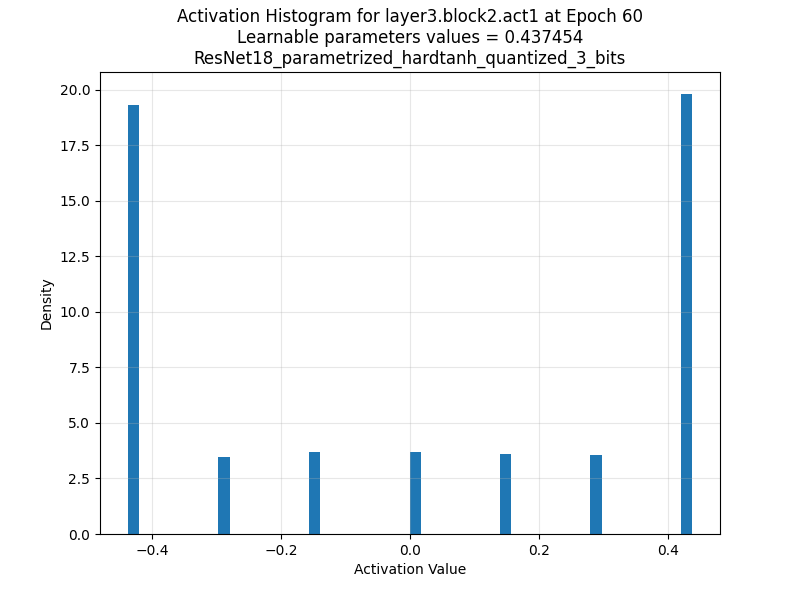 Activation Histogram for layer3.block2.act1 at Epoch 60
Learnable parameters values = 0.437454
ResNet18_parametrized_hardtanh_quantized_3_bits
20.0
17.5
15.0
12.5
10.0
7.5
5.0
2.5
0.0
Density
−0.4 −0.2 0.0 0.2 0.4
Activation Value